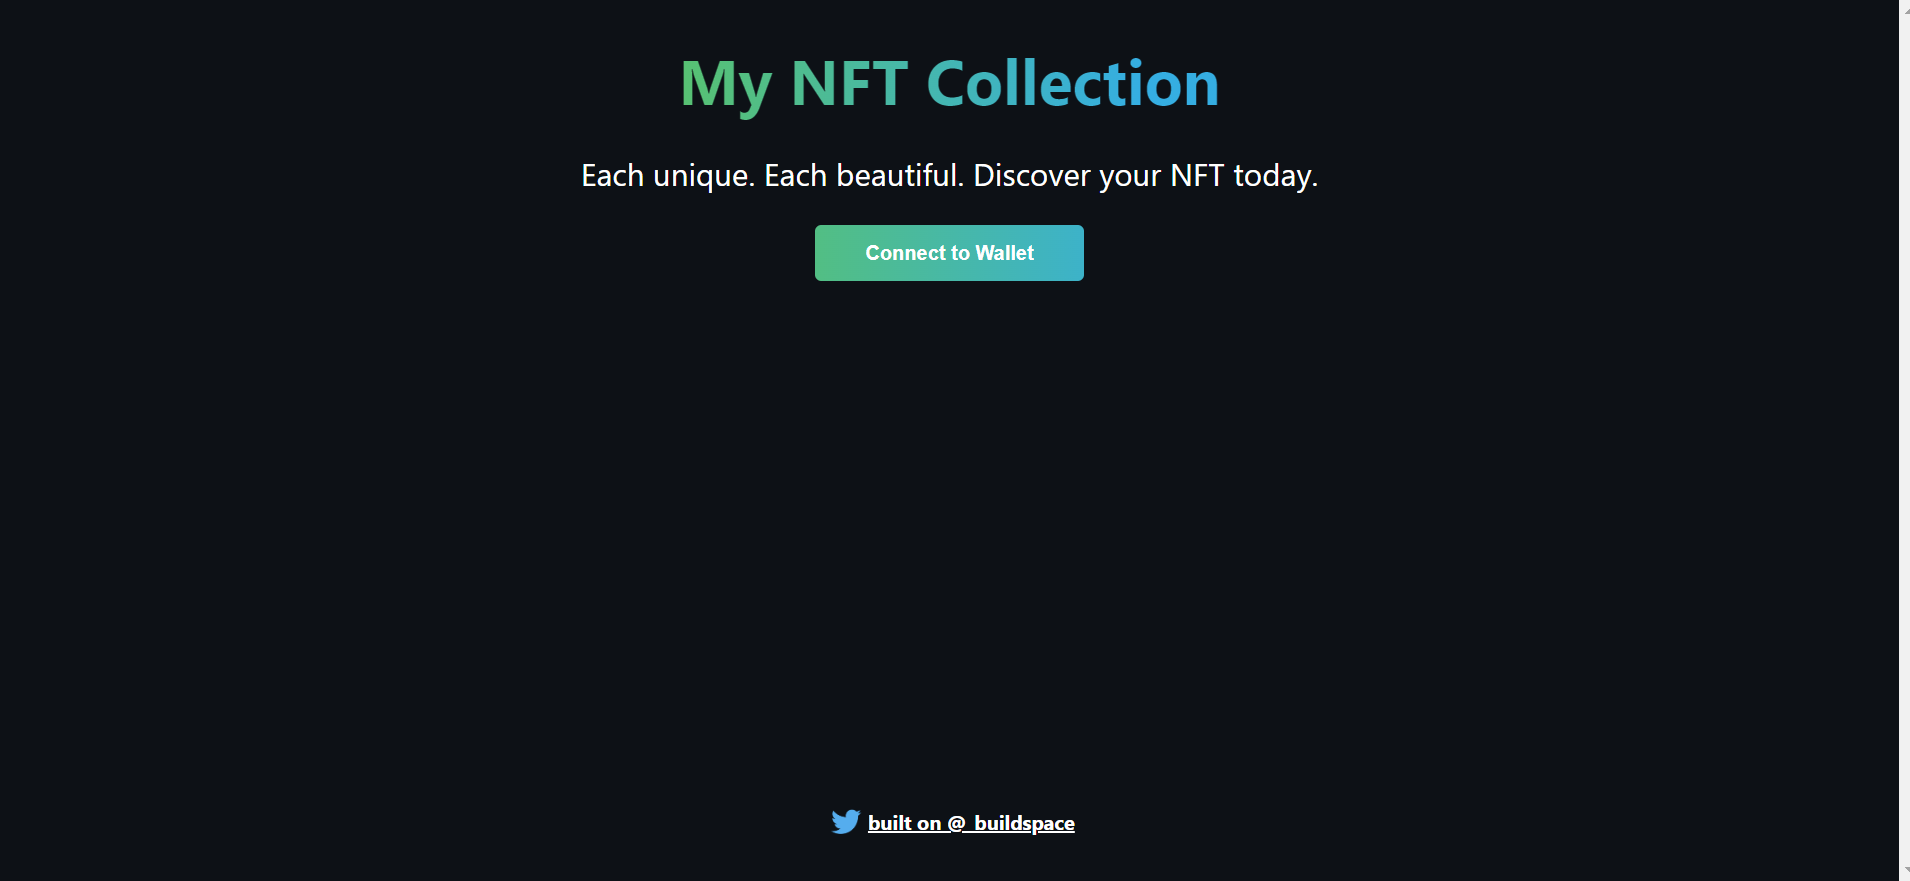 My NFT Collection
Each unique. Each beautiful. Discover your NFT today.
Connect to Wallet
built on @_buildspace